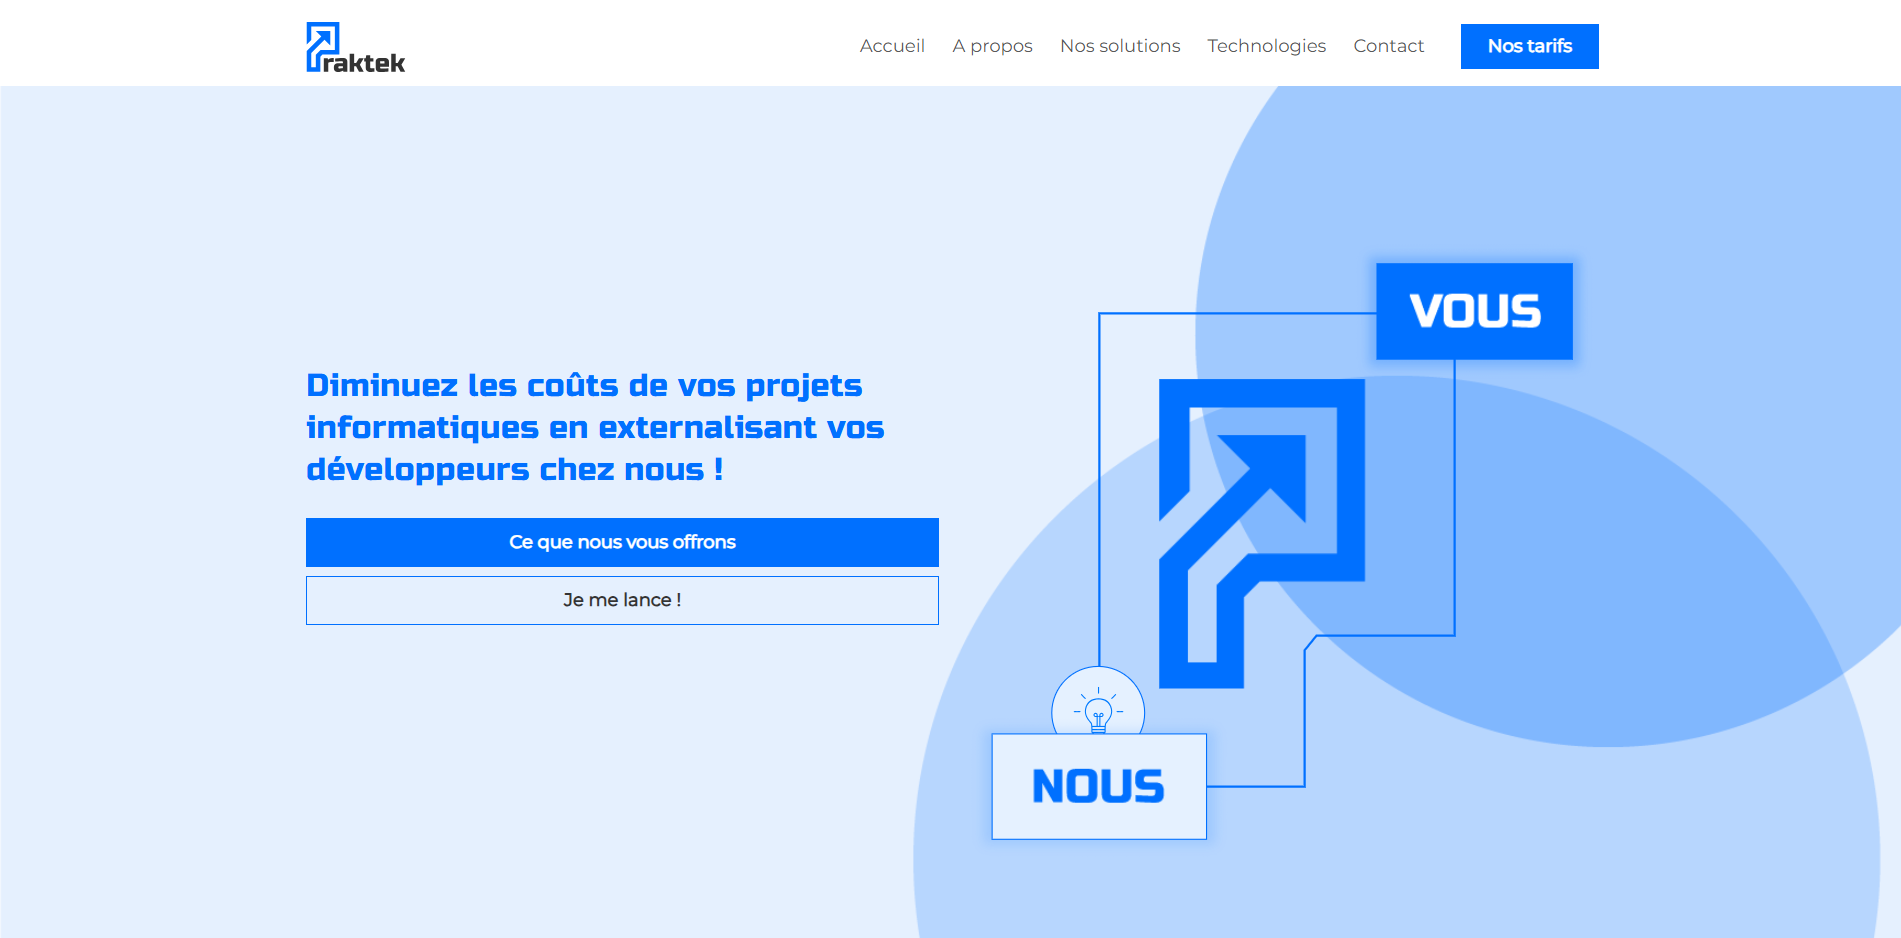 Praktek
Accueil
A propos
Nos solutions
Technologies
Contact
Nos tarifs
Diminuez les coûts de vos projets
informatiques en externalisant vos
développeurs chez nous !
Ce que nous vous offrons
Je me lance !
VOUS
NOUS